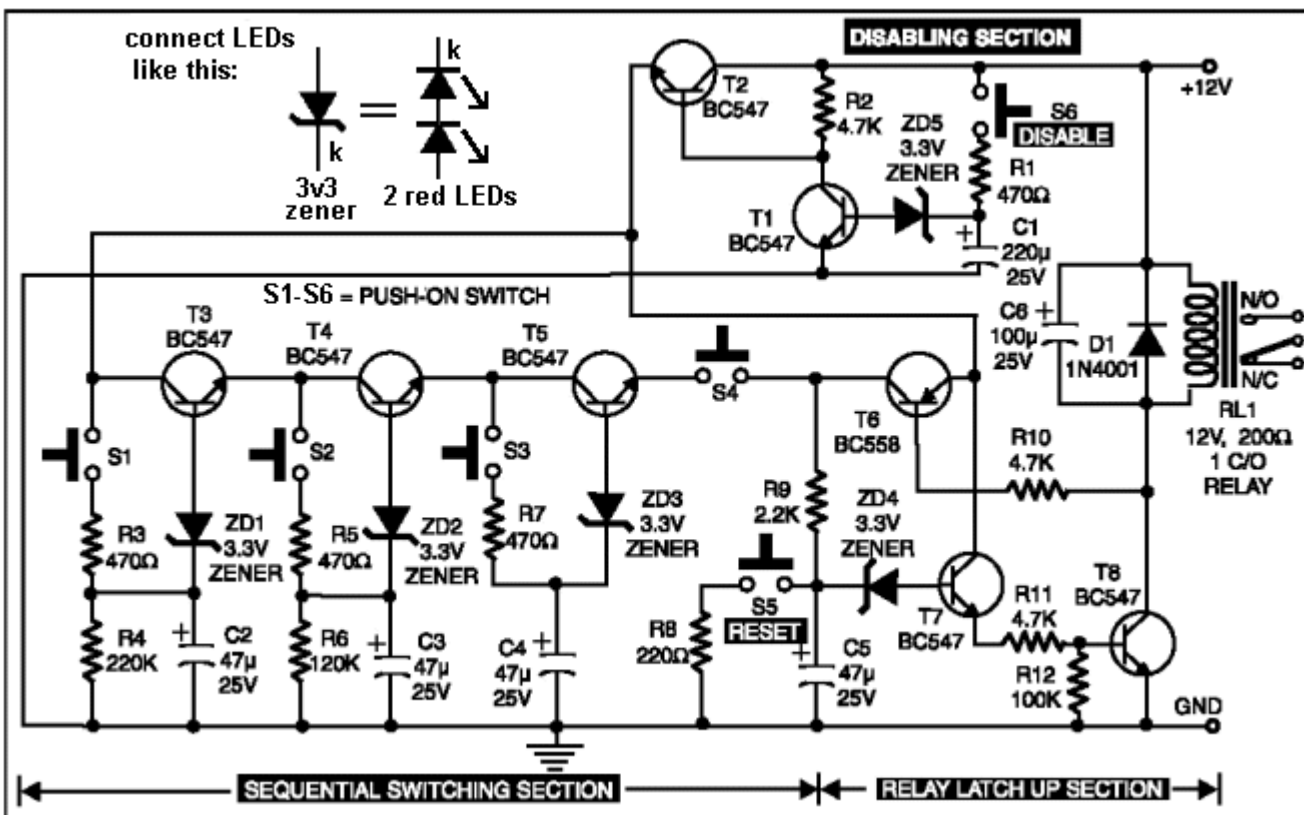 connect LEDs
like this:
k
k
3v3
zener
2 red LEDs
DISABLING SECTION
T2
BC547
R2
4.7K
ZD5
3.3V
ZENER
S6
DISABLE
+12V
R1
470Ω
T1
BC547
+
C1
220µ
25V
S1-S6 = PUSH-ON SWITCH
T3
BC547
T4
BC547
T5
BC547
S4
T6
BC558
C6
100µ
25V
+
D1
1N4001
N/O
N/C
RL1
12V, 200Ω
1 C/O
RELAY
S1
S2
S3
R3
470Ω
ZD1
3.3V
ZENER
R5
470Ω
ZD2
3.3V
ZENER
R7
470Ω
ZD3
3.3V
ZENER
R9
2.2K
ZD4
3.3V
ZENER
R10
4.7K
S5
RESET
T7
BC547
R11
4.7K
T8
BC547
R4
220K
+
C2
47µ
25V
R6
120K
+
C3
47µ
25V
C4
+
47µ
25V
R8
220Ω
+
C5
47µ
25V
R12
100K
GND
SEQUENTIAL SWITCHING SECTION
RELAY LATCH UP SECTION